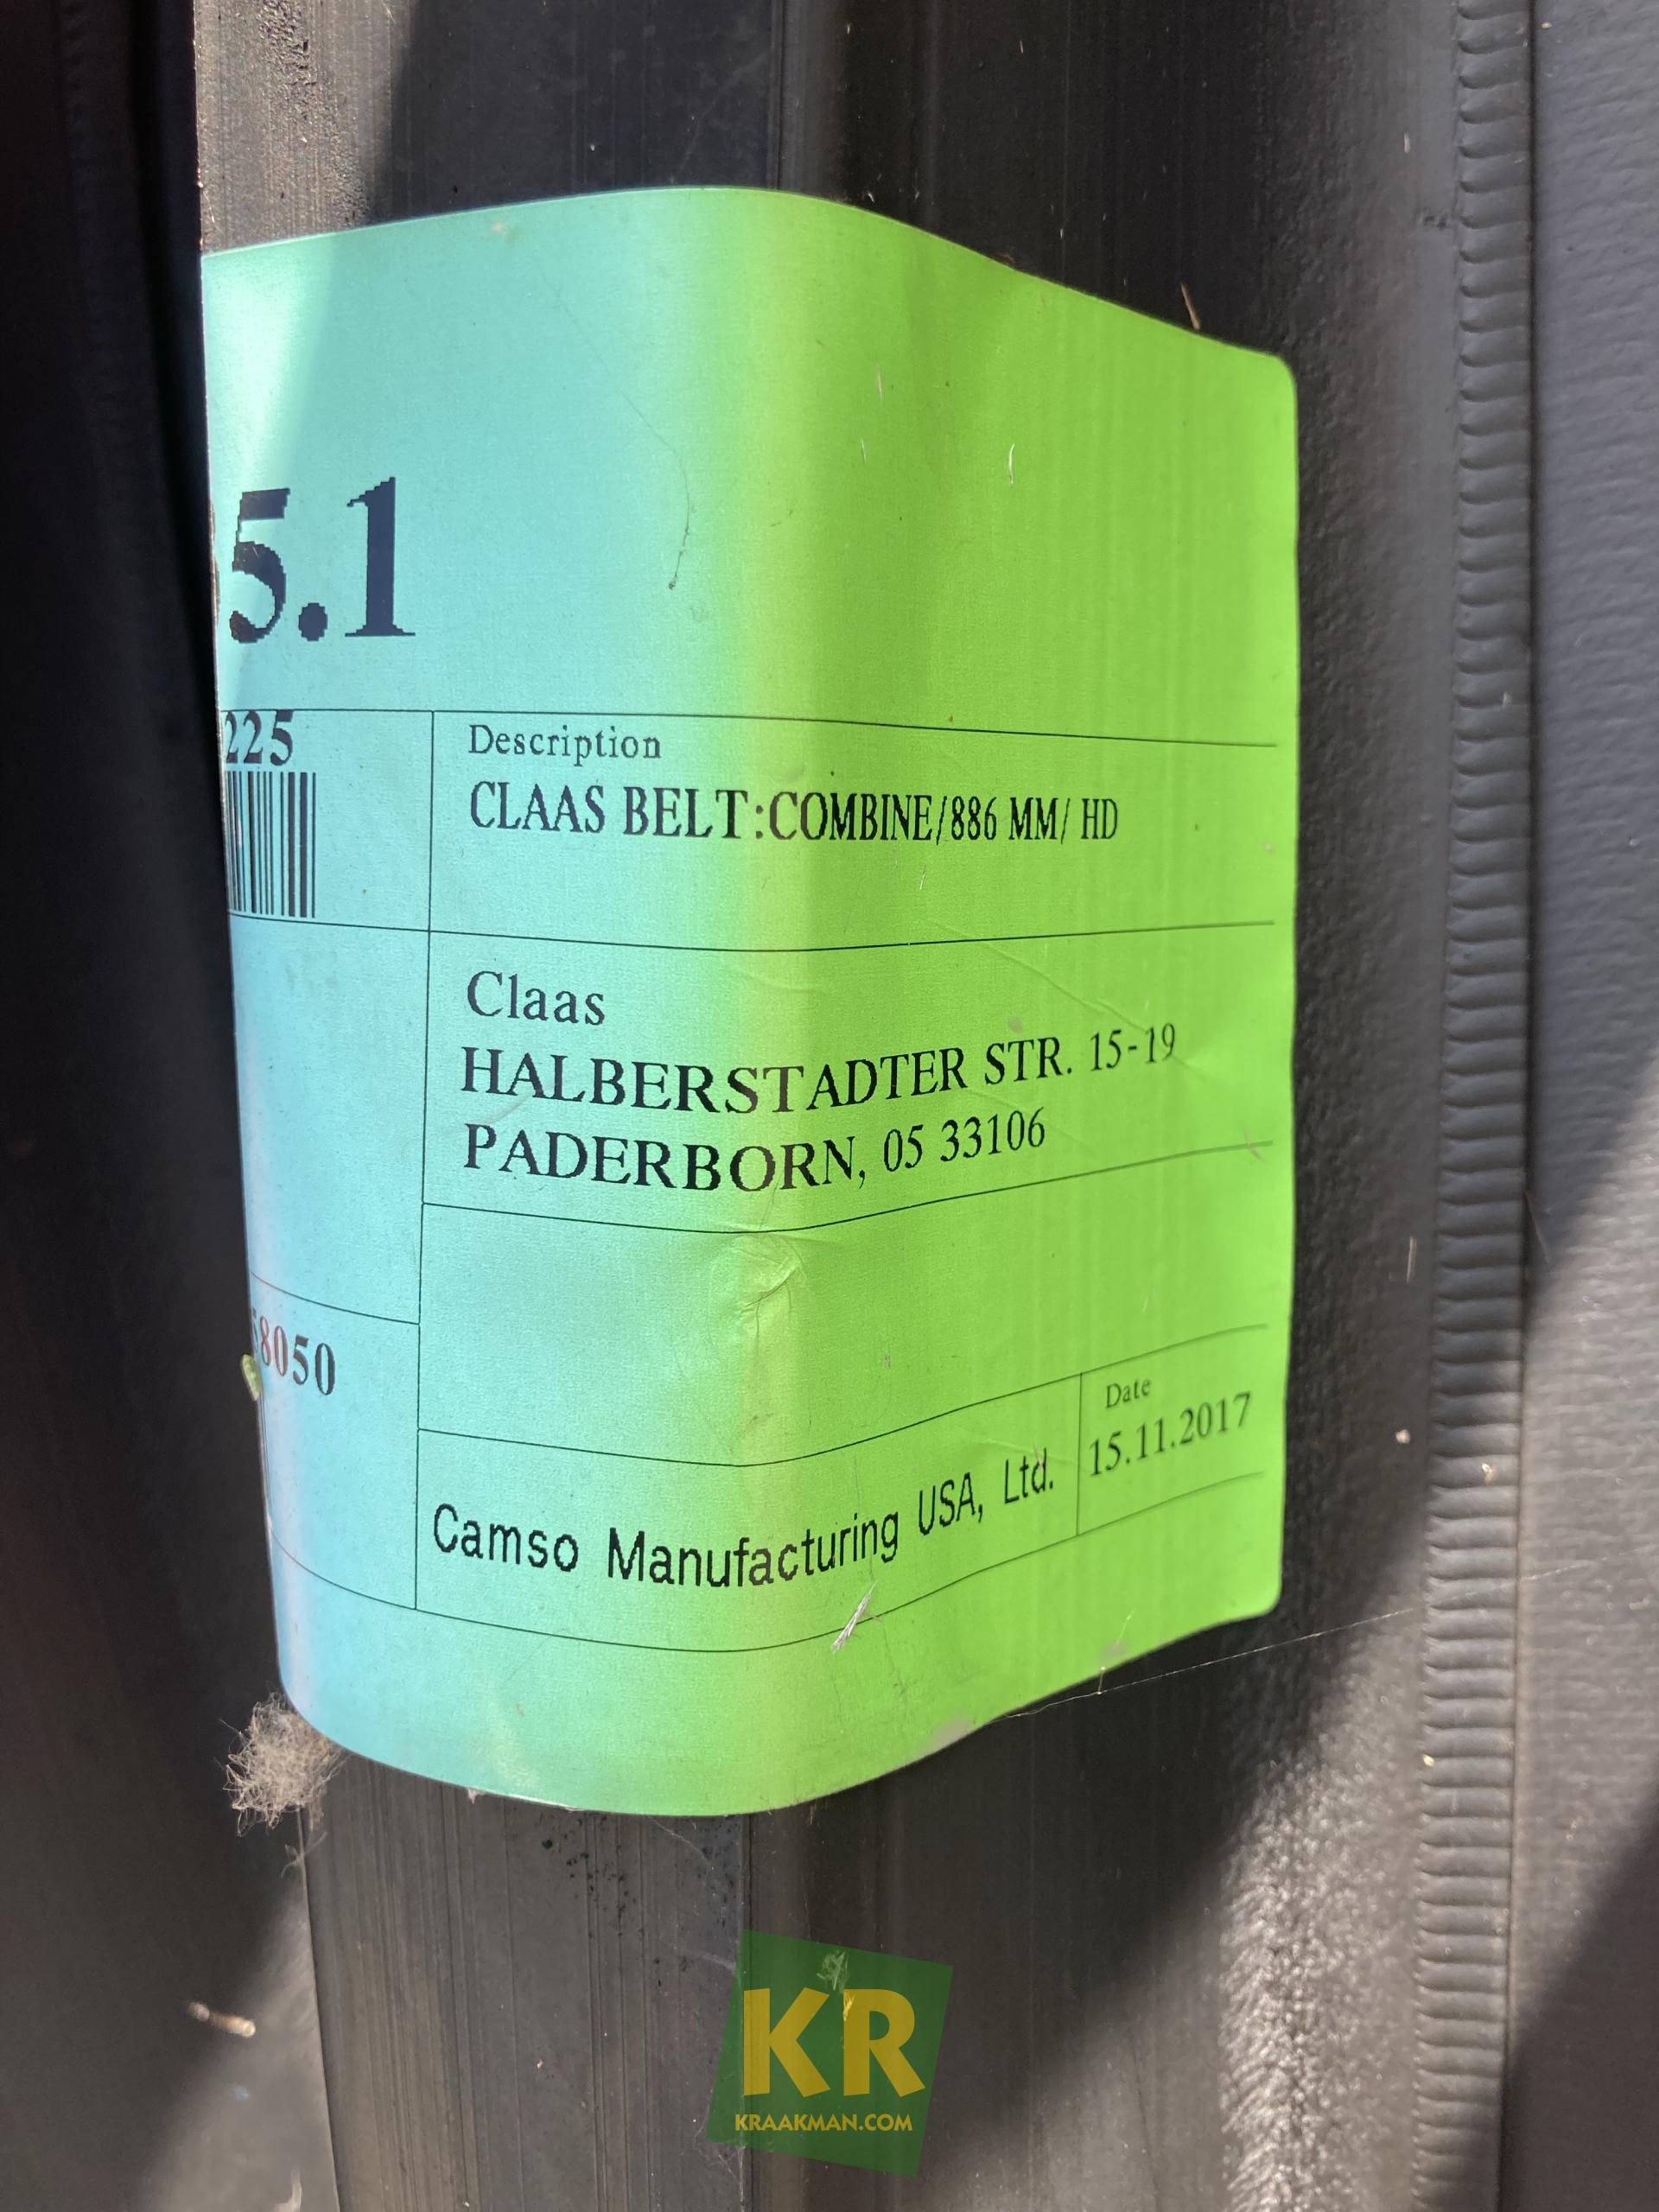 5.1
225
Description
CLAAS BELT:COMBINE/886 MM/ HD
Claas
HALBERSTADTER STR. 15-19
PADERBORN, 05 33106
8050
Date
15.11.2017
Camso Manufacturing USA, Ltd.
KR
KRAAKMAN.COM